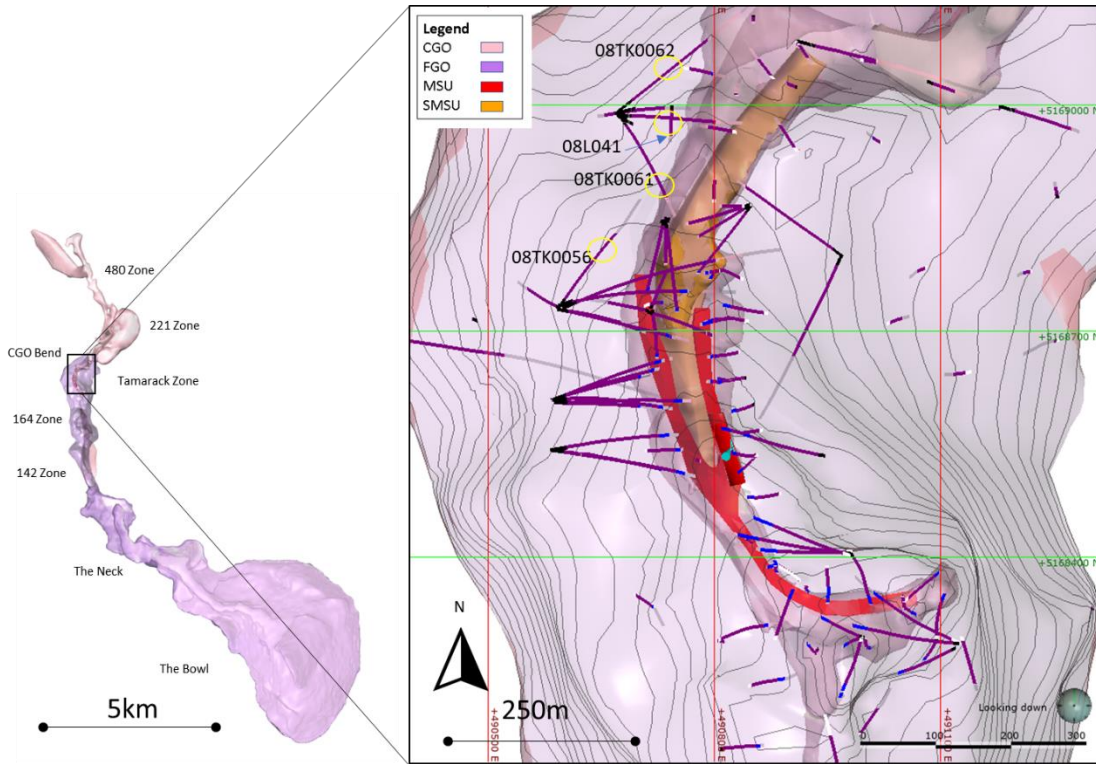 480 Zone
221 Zone
CGO Bend
Tamarack Zone
164 Zone
142 Zone
The Neck
The Bowl
5km
Legend
CGO
FGO
MSU
SMSU
08TK0062
+5169000 N
08L041
08TK0061
08TK0056
+5168700 N
+5168400 N
N
250m
+490500 E
+490800 E
+491100 E
Looking down
0 100 200 300